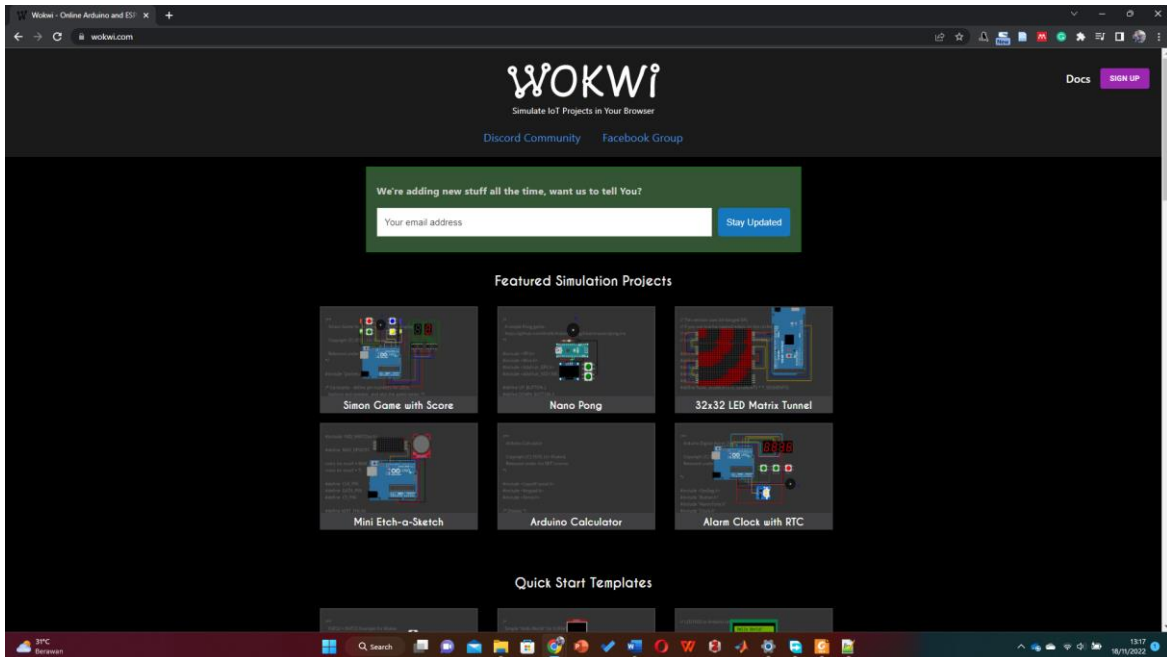 Wokwi - Online Arduino and ESP
wokwi.com
New
WOKWi
Simulate IoT Projects in Your Browser
Docs
SIGN UP
Discord Community Facebook Group
We're adding new stuff all the time, want us to tell You?
Your email address
Stay Updated
Featured Simulation Projects
Simon Game with Score
Nano Pong
32x32 LED Matrix Tunnel
Mini Etch-a-Sketch
Arduino Calculator
Alarm Clock with RTC
Quick Start Templates
31°C
Berawan
Search
13:17
18/11/2022